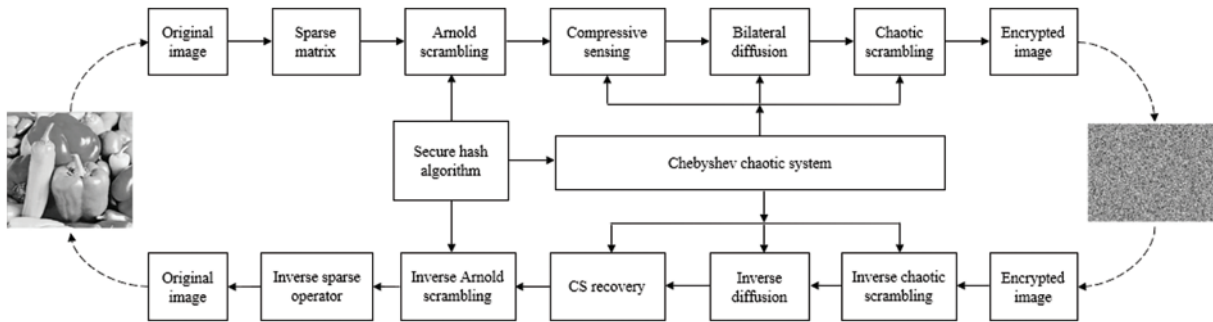 Original
image
Sparse
matrix
Arnold
scrambling
Compressive
sensing
Bilateral
diffusion
Chaotic
scrambling
Encrypted
image
Secure hash
algorithm
Chebyshev chaotic system
Original
image
Inverse sparse
operator
Inverse Arnold
scrambling
CS recovery
Inverse
diffusion
Inverse chaotic
scrambling
Encrypted
image